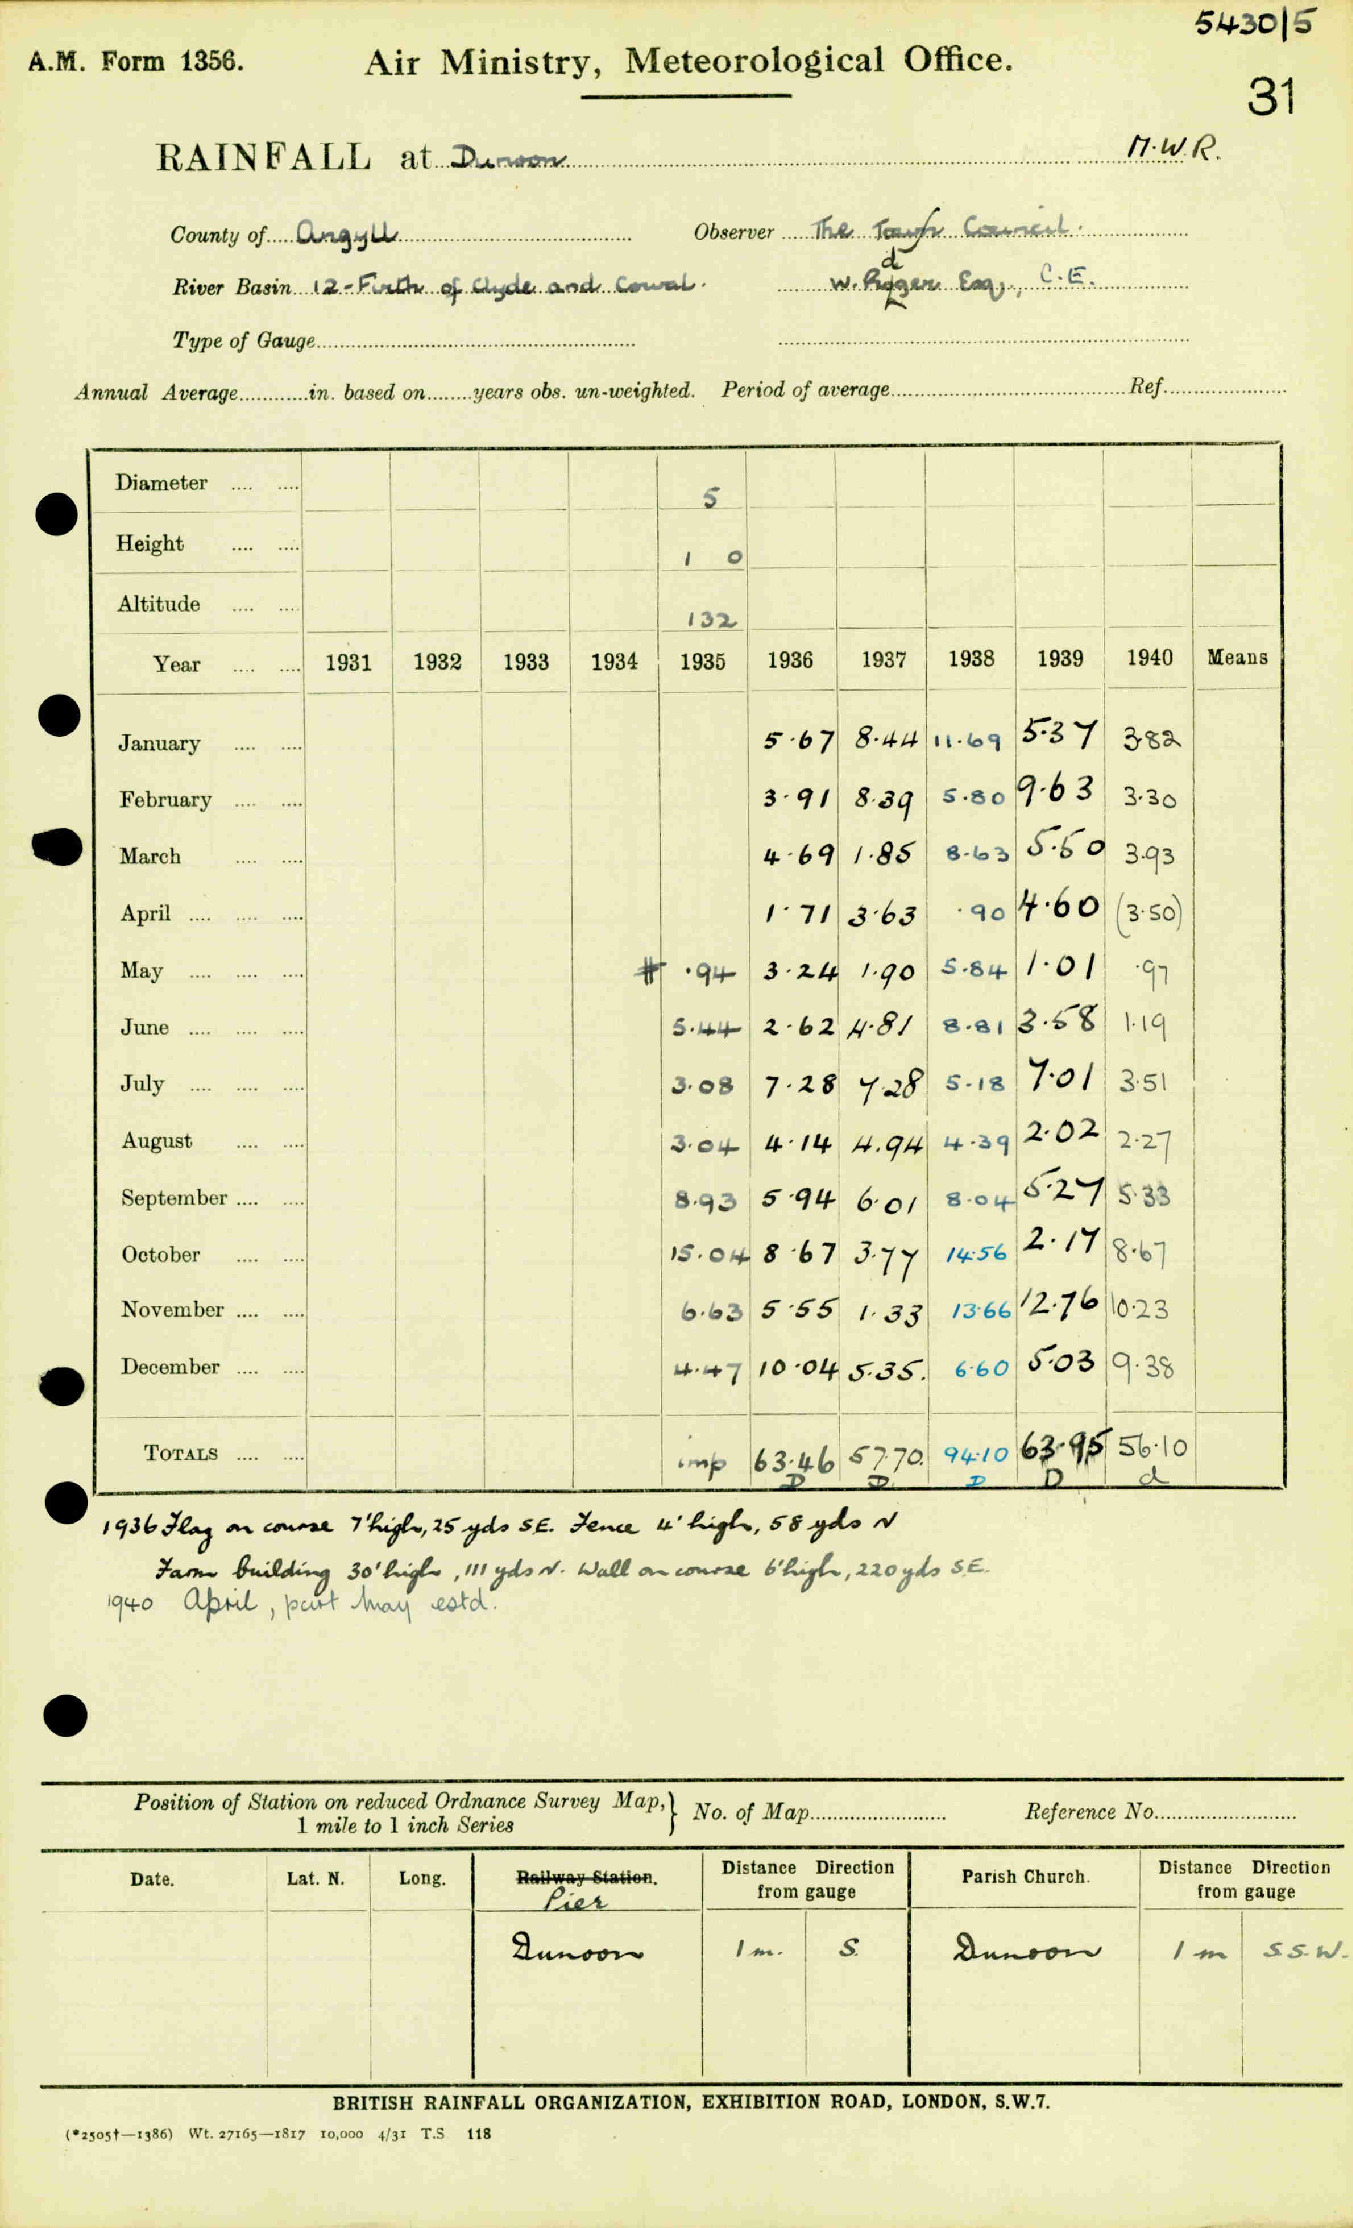 5430/5
A.M. Form 1356. Air Ministry, Meteorological Office.
31
RAINFALL at Dunoon M.W.R.
County of Argyll Observer The Town Council.
River Basin 12-Firth of Clyde and Cowal. W. Rodger Esq., C.E.
Type of Gauge
Annual Average in. based on years obs. un-weighted. Period of average Ref.
Diameter 5
Height 1 0
Altitude 132
Year 1931 1932 1933 1934 1935 1936 1937 1938 1939 1940 Means
January 5.67 8.44 11.69 5.37 3.82
February 3.91 8.39 5.80 9.63 3.30
March 4.69 1.85 8.63 5.50 3.93
April 1.71 3.63 .90 4.60 (3.50)
May # .94 3.24 1.90 5.84 1.01 .97
June 5.44 2.62 4.81 8.81 3.58 1.19
July 3.08 7.28 7.28 5.18 7.01 3.51
August 3.04 4.14 4.94 4.39 2.02 2.27
September 8.93 5.94 6.01 8.04 5.27 5.33
October 15.04 8.67 3.77 14.56 2.17 8.67
November 6.63 5.55 1.33 13.66 12.76 10.23
December 4.47 10.04 5.35. 6.60 5.03 9.38
TOTALS imp 63.46 57.70. 94.10 63.95 56.10
D D D D d
1936 Flag on course 7' high, 25 yds SE. Fence 4' high, 58 yds N
Farm building 30' high, 111 yds N. Wall on course 6' high, 220 yds S.E.
1940 April, part May estd.
Position of Station on reduced Ordnance Survey Map, 1 mile to 1 inch Series } No. of Map Reference No.
Date. Lat. N. Long. Railway Station. Pier Distance Direction from gauge Parish Church. Distance Direction from gauge
Dunoon 1 m. S. Dunoon 1 m S.S.W.
BRITISH RAINFALL ORGANIZATION, EXHIBITION ROAD, LONDON, S.W.7.
(*2505†—1386) Wt. 27165—1817 10,000 4/31 T.S 118